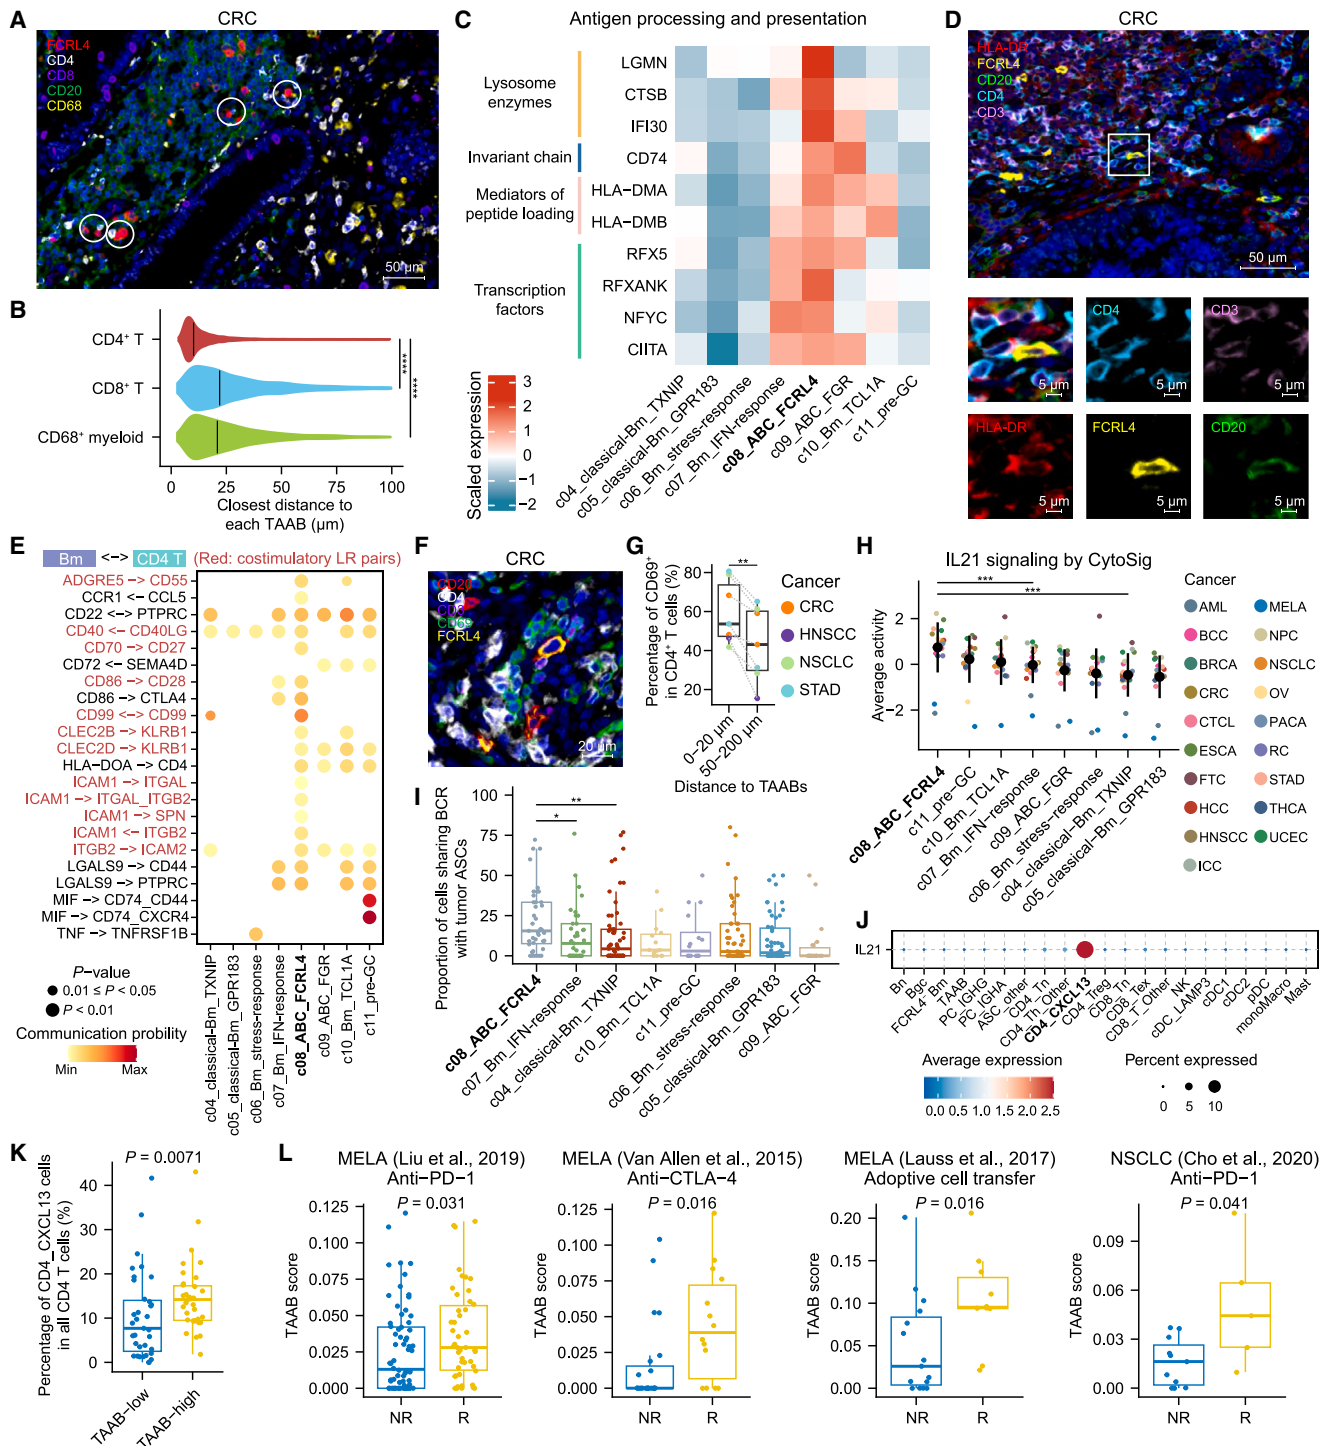 A
CRC
FCRL4
CD4
CD8
CD20
CD68
50 μm
B
CD4+ T
CD8+ T
CD68+ myeloid
****
****
0
25
50
75
100
Closest distance to
each TAAB (μm)
C
Antigen processing and presentation
Lysosome
enzymes
Invariant chain
Mediators of
peptide loading
Transcription
factors
LGMN
CTSB
IFI30
CD74
HLA−DMA
HLA−DMB
RFX5
RFXANK
NFYC
CIITA
Scaled expression
3
2
1
0
−1
−2
c04_classical-Bm_TXNIP
c05_classical-Bm_GPR183
c06_Bm_stress-response
c07_Bm_IFN-response
c08_ABC_FCRL4
c09_ABC_FGR
c10_Bm_TCL1A
c11_pre-GC
D
CRC
HLA-DR
FCRL4
CD20
CD4
CD3
50 μm
5 μm
CD4
5 μm
CD3
5 μm
HLA-DR
5 μm
FCRL4
5 μm
CD20
5 μm
E
Bm <-> CD4 T (Red: costimulatory LR pairs)
ADGRE5 −> CD55
CCR1 <− CCL5
CD22 <−> PTPRC
CD40 <− CD40LG
CD70 −> CD27
CD72 <− SEMA4D
CD86 −> CD28
CD86 −> CTLA4
CD99 <−> CD99
CLEC2B −> KLRB1
CLEC2D −> KLRB1
HLA−DOA −> CD4
ICAM1 −> ITGAL
ICAM1 −> ITGAL_ITGB2
ICAM1 −> SPN
ICAM1 <− ITGB2
ITGB2 −> ICAM2
LGALS9 −> CD44
LGALS9 −> PTPRC
MIF −> CD74_CD44
MIF −> CD74_CXCR4
TNF −> TNFRSF1B
P−value
0.01 ≤ P < 0.05
P < 0.01
Communication probility
Min
Max
c04_classical-Bm_TXNIP
c05_classical-Bm_GPR183
c06_Bm_stress-response
c07_Bm_IFN-response
c08_ABC_FCRL4
c09_ABC_FGR
c10_Bm_TCL1A
c11_pre-GC
F
CRC
CD20
CD4
CD69
FCRL4
20 μm
G
Percentage of CD69+
in CD4+ T cells (%)
80
60
40
20
**
0−20 μm
50−200 μm
Distance to TAABs
Cancer
CRC
HNSCC
NSCLC
STAD
H
IL21 signaling by CytoSig
Average activity
2
0
−2
***
***
c08_ABC_FCRL4
c11_pre−GC
c10_Bm_TCL1A
c07_Bm_IFN−response
c09_ABC_FGR
c06_Bm_stress−response
c04_classical−Bm_TXNIP
c05_classical−Bm_GPR183
Cancer
AML
BCC
BRCA
CRC
CTCL
ESCA
FTC
HCC
HNSCC
ICC
MELA
NPC
NSCLC
OV
PACA
RC
STAD
THCA
UCEC
I
Proportion of cells sharing BCR
with tumor ASCs
100
75
50
25
0
**
*
c08_ABC_FCRL4
c07_Bm_IFN−response
c04_classical−Bm_TXNIP
c10_Bm_TCL1A
c11_pre−GC
c06_Bm_stress−response
c05_classical−Bm_GPR183
c09_ABC_FGR
J
IL21
Bn
Bgc
FCRL4−Bm
TAAB
PC_IGHG
PC_IGHA
ASC_other
CD4_Tn
CD4_Th_Other
CD4_CXCL13
CD4_Treg
CD8_Tn
CD8_Tex
CD8_T_Other
NK
cDC_LAMP3
cDC1
cDC2
pDC
monoMacro
Mast
Average expression
0.0 0.5 1.0 1.5 2.0 2.5
Percent expressed
0
5
10
K
Percentage of CD4_CXCL13 cells
in all CD4 T cells (%)
P = 0.0071
40
30
20
10
0
TAAB−low
TAAB−high
L
MELA (Liu et al., 2019)
Anti−PD−1
P = 0.031
TAAB score
0.125
0.100
0.075
0.050
0.025
0.000
NR
R
MELA (Van Allen et al., 2015)
Anti−CTLA−4
P = 0.016
TAAB score
0.125
0.100
0.075
0.050
0.025
0.000
NR
R
MELA (Lauss et al., 2017)
Adoptive cell transfer
P = 0.016
TAAB score
0.20
0.15
0.10
0.05
0.00
NR
R
NSCLC (Cho et al., 2020)
Anti−PD−1
P = 0.041
TAAB score
0.09
0.06
0.03
0.00
NR
R